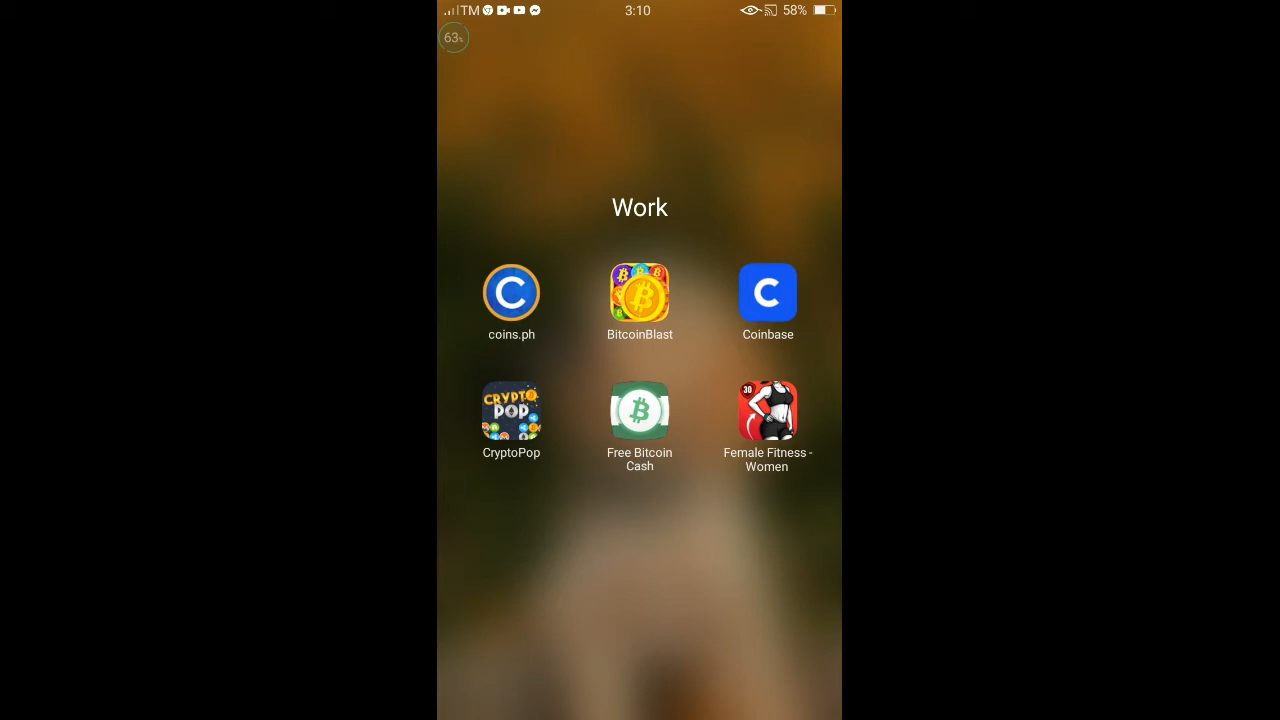 TM 3:10 58%
63%
Work
coins.ph BitcoinBlast Coinbase
30
CRYPTO
POP
CryptoPop Free Bitcoin Female Fitness -
Cash Women